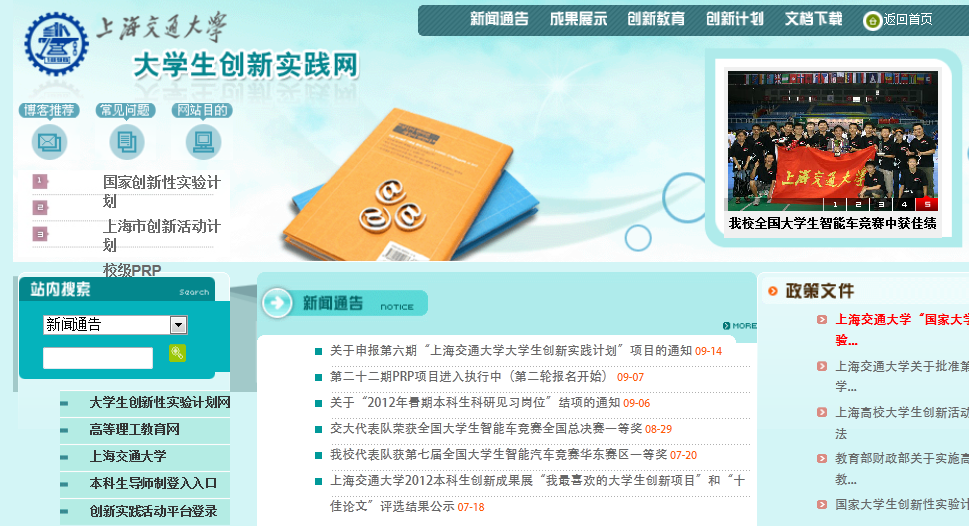 新闻通告 成果展示 创新教育 创新计划 文档下载 返回首页
上海交通大学
大学生创新实践网
博客推荐 常见问题 网站目的
1 国家创新性实验计
划
2
上海市创新活动计
3
划
校级PRP
上海交通大学
1 2 3 4 5
我校全国大学生智能车竞赛中获佳绩
站内搜索 Search
新闻通告
大学生创新性实验计划网
高等理工教育网
上海交通大学
本科生导师制登入入口
创新实践活动平台登录
新闻通告 NOTICE
MORE
关于申报第六期“上海交通大学大学生创新实践计划”项目的通知 09-14
第二十二期PRP项目进入执行中（第二轮报名开始） 09-07
关于“2012年暑期本科生科研见习岗位”结项的通知 09-06
交大代表队荣获全国大学生智能车竞赛全国总决赛一等奖 08-29
我校代表队获第七届全国大学生智能汽车竞赛华东赛区一等奖 07-20
上海交通大学2012本科生创新成果展“我最喜欢的大学生创新项目”和“十
佳论文”评选结果公示 07-18
政策文件
上海交通大学“国家大学
验...
上海交通大学关于批准第
学...
上海高校大学生创新活动
法
教育部财政部关于实施高
教...
国家大学生创新性实验计